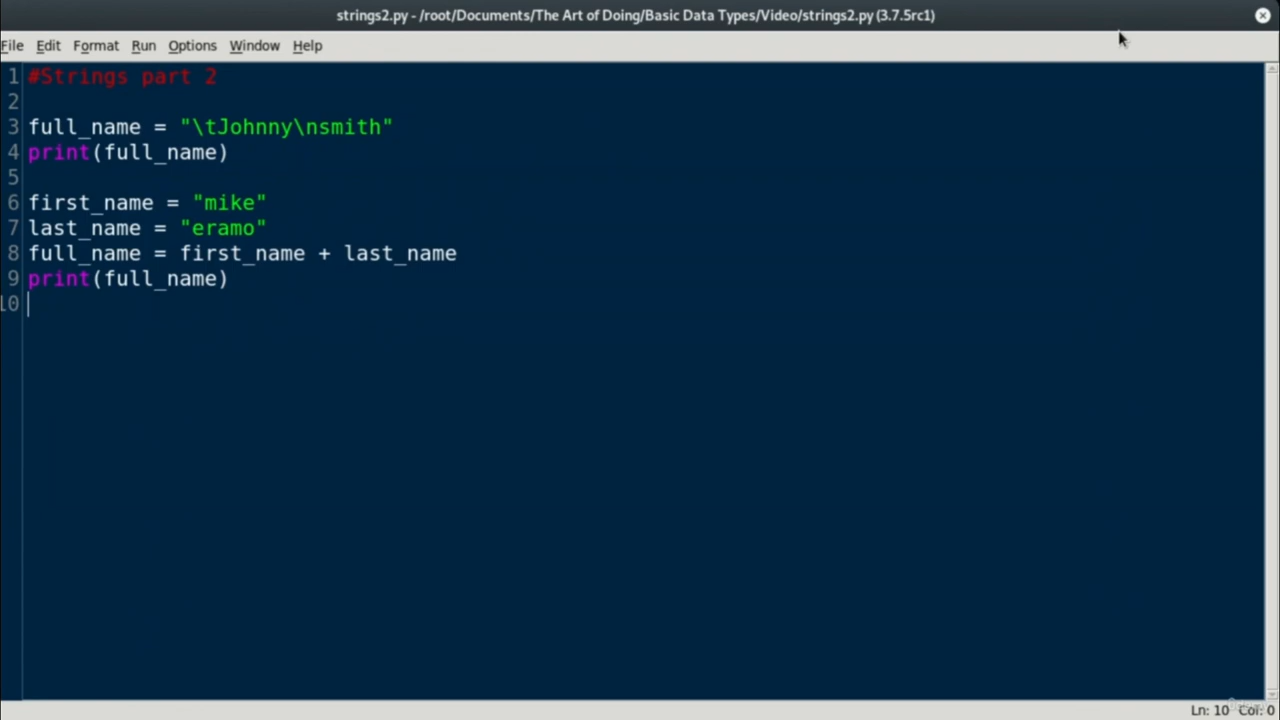 strings2.py - /root/Documents/The Art of Doing/Basic Data Types/Video/strings2.py (3.7.5rc1)
File Edit Format Run Options Window Help
1 #Strings part 2
2
3 full_name = "\tJohnny\nsmith"
4 print(full_name)
5
6 first_name = "mike"
7 last_name = "eramo"
8 full_name = first_name + last_name
9 print(full_name)
10
Ln: 10 Col: 0